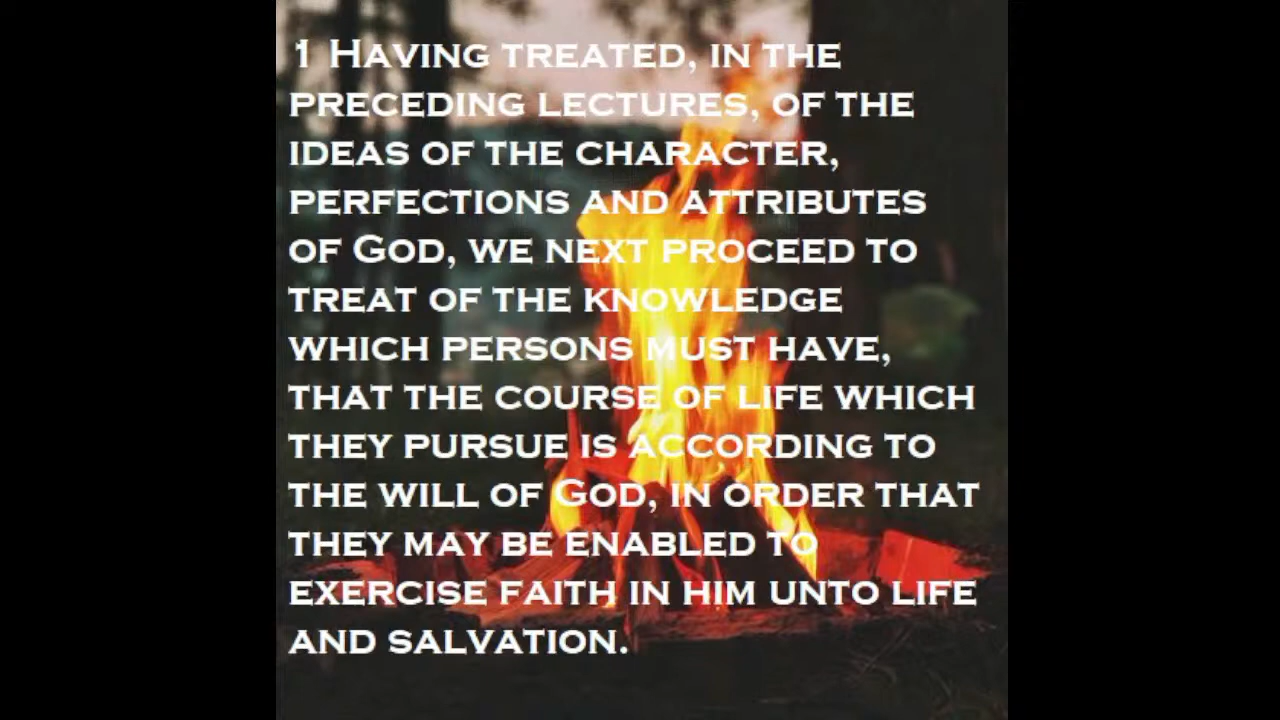 1 Having treated, in the
preceding lectures, of the
ideas of the character,
perfections and attributes
of God, we next proceed to
treat of the knowledge
which persons must have,
that the course of life which
they pursue is according to
the will of God, in order that
they may be enabled to
exercise faith in him unto life
and salvation.